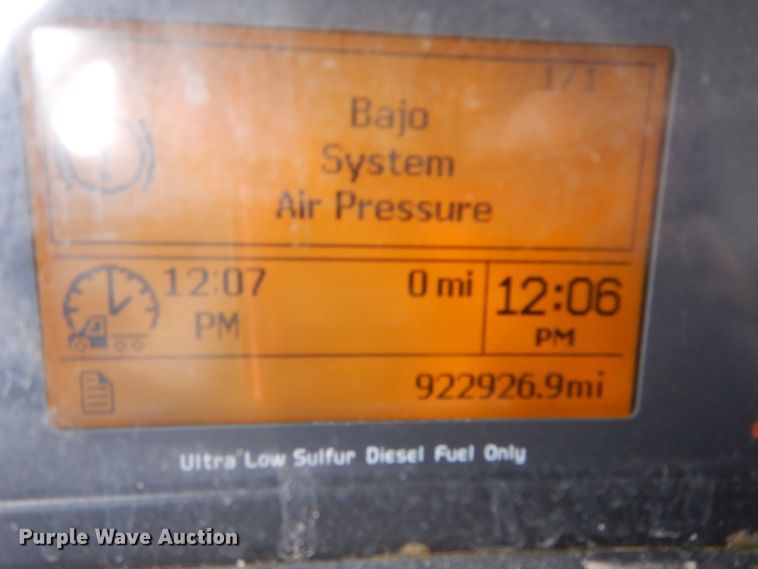 1/1
Bajo
System
Air Pressure
12:07
PM
0 mi
12:06
PM
922926.9mi
Ultra Low Sulfur Diesel Fuel Only
Purple Wave Auction